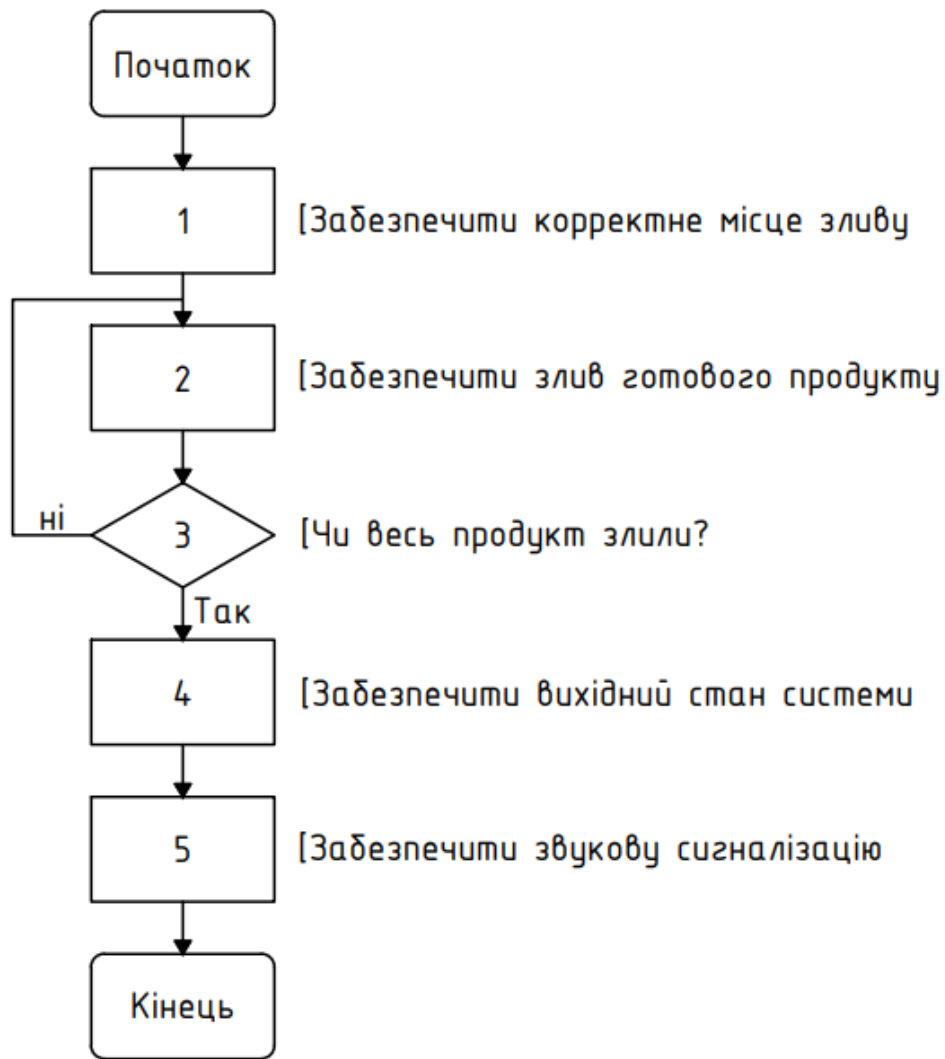 Початок
1 [Забезпечити корректне місце зливу
2 [Забезпечити злив готового продукту
ні
3 [Чи весь продукт злили?
Так
4 [Забезпечити вихідний стан системи
5 [Забезпечити звукову сигналізацію
Кінець